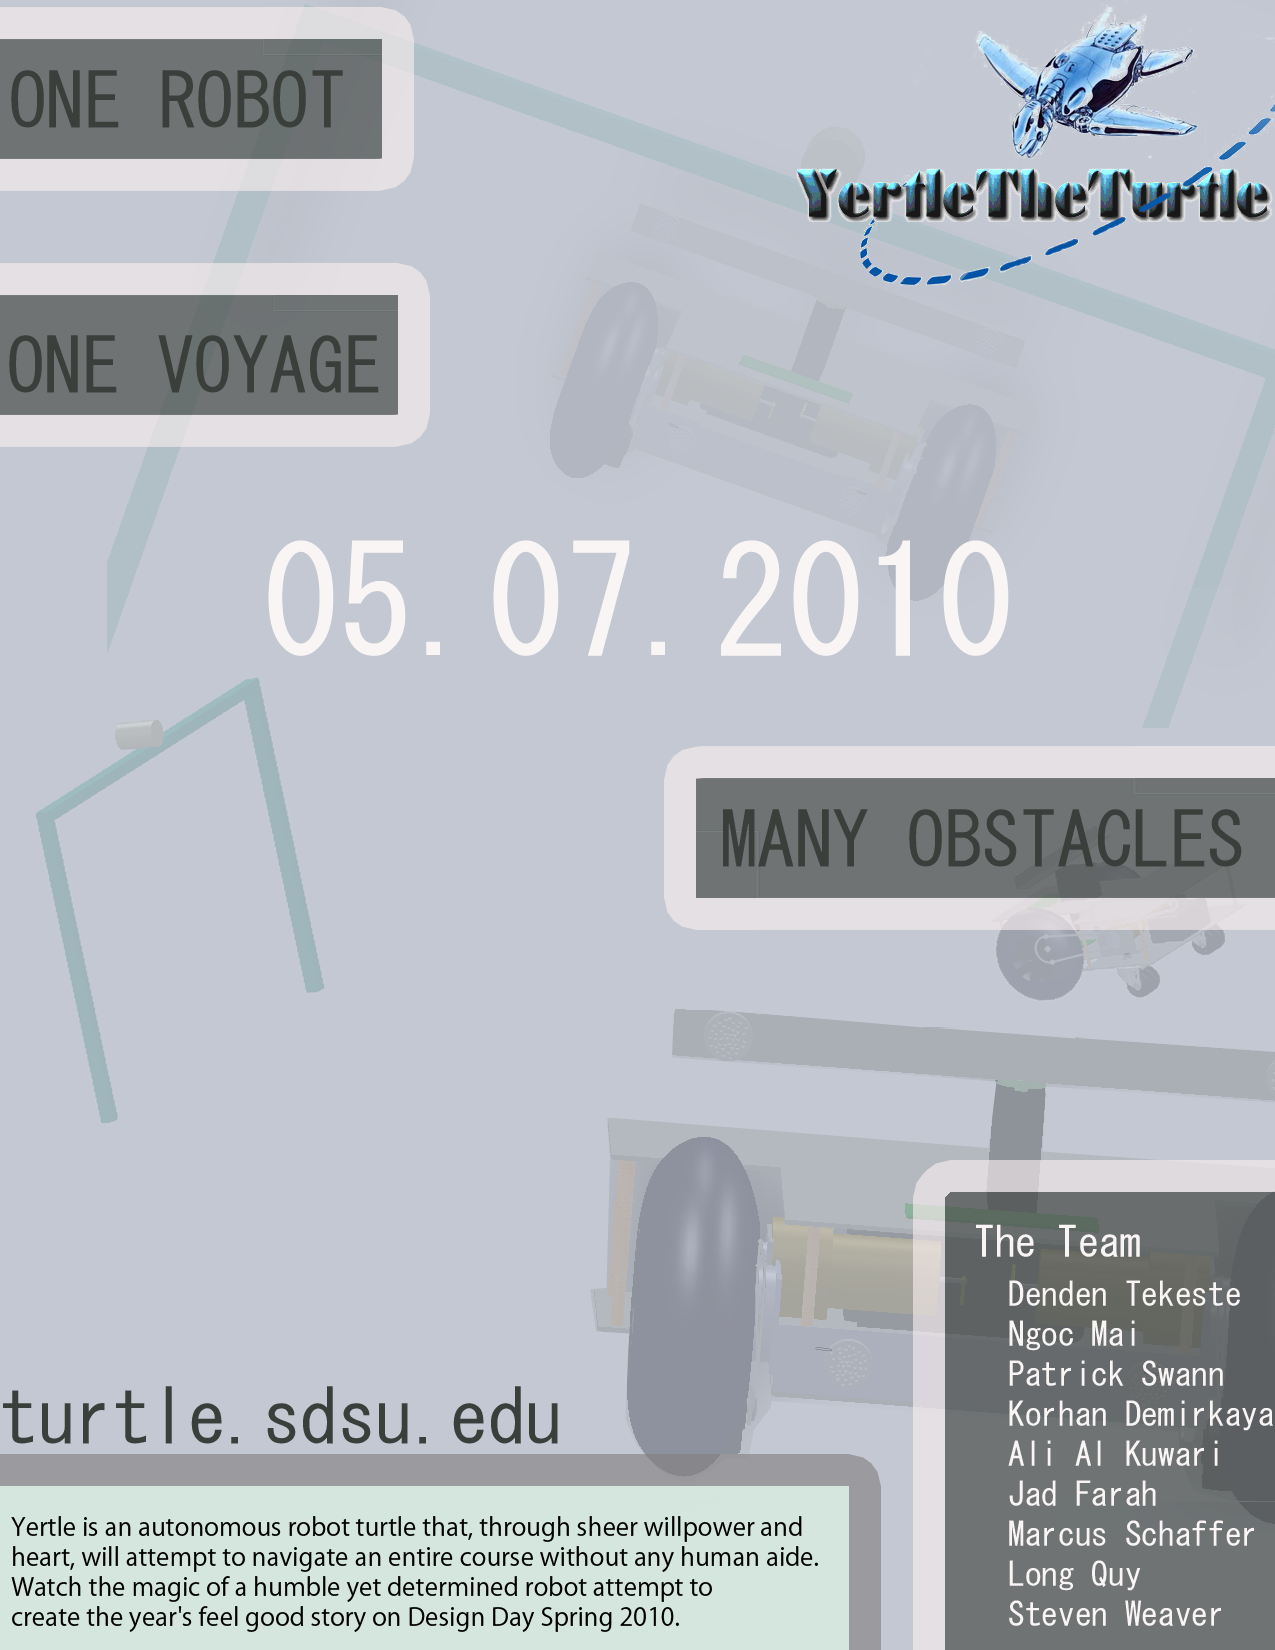 ONE ROBOT
YertleTheTurtle
ONE VOYAGE
05.07.2010
MANY OBSTACLES
The Team
Denden Tekeste
Ngoc Mai
Patrick Swann
Korhan Demirkaya
Ali Al Kuwari
Jad Farah
Marcus Schaffer
Long Quy
Steven Weaver
turtle.sdsu.edu
Yertle is an autonomous robot turtle that, through sheer willpower and
heart, will attempt to navigate an entire course without any human aide.
Watch the magic of a humble yet determined robot attempt to
create the year's feel good story on Design Day Spring 2010.